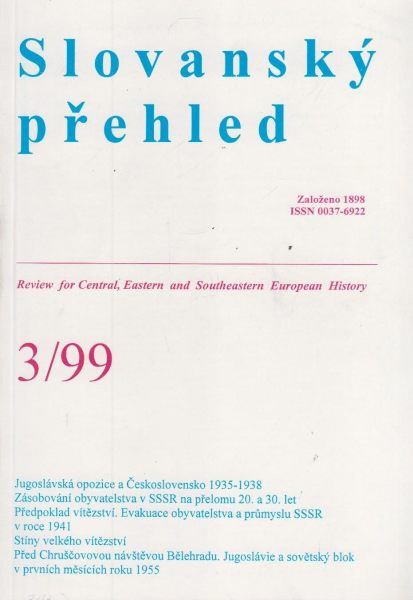 Slovanský
přehled
Založeno 1898
ISSN 0037-6922
Review for Central, Eastern and Southeastern European History
3/99
Jugoslávská opozice a Československo 1935-1938
Zásobování obyvatelstva v SSSR na přelomu 20. a 30. let
Předpoklad vítězství. Evakuace obyvatelstva a průmyslu SSSR
v roce 1941
Stíny velkého vítězství
Před Chruščovovou návštěvou Bělehradu. Jugoslávie a sovětský blok
v prvních měsících roku 1955